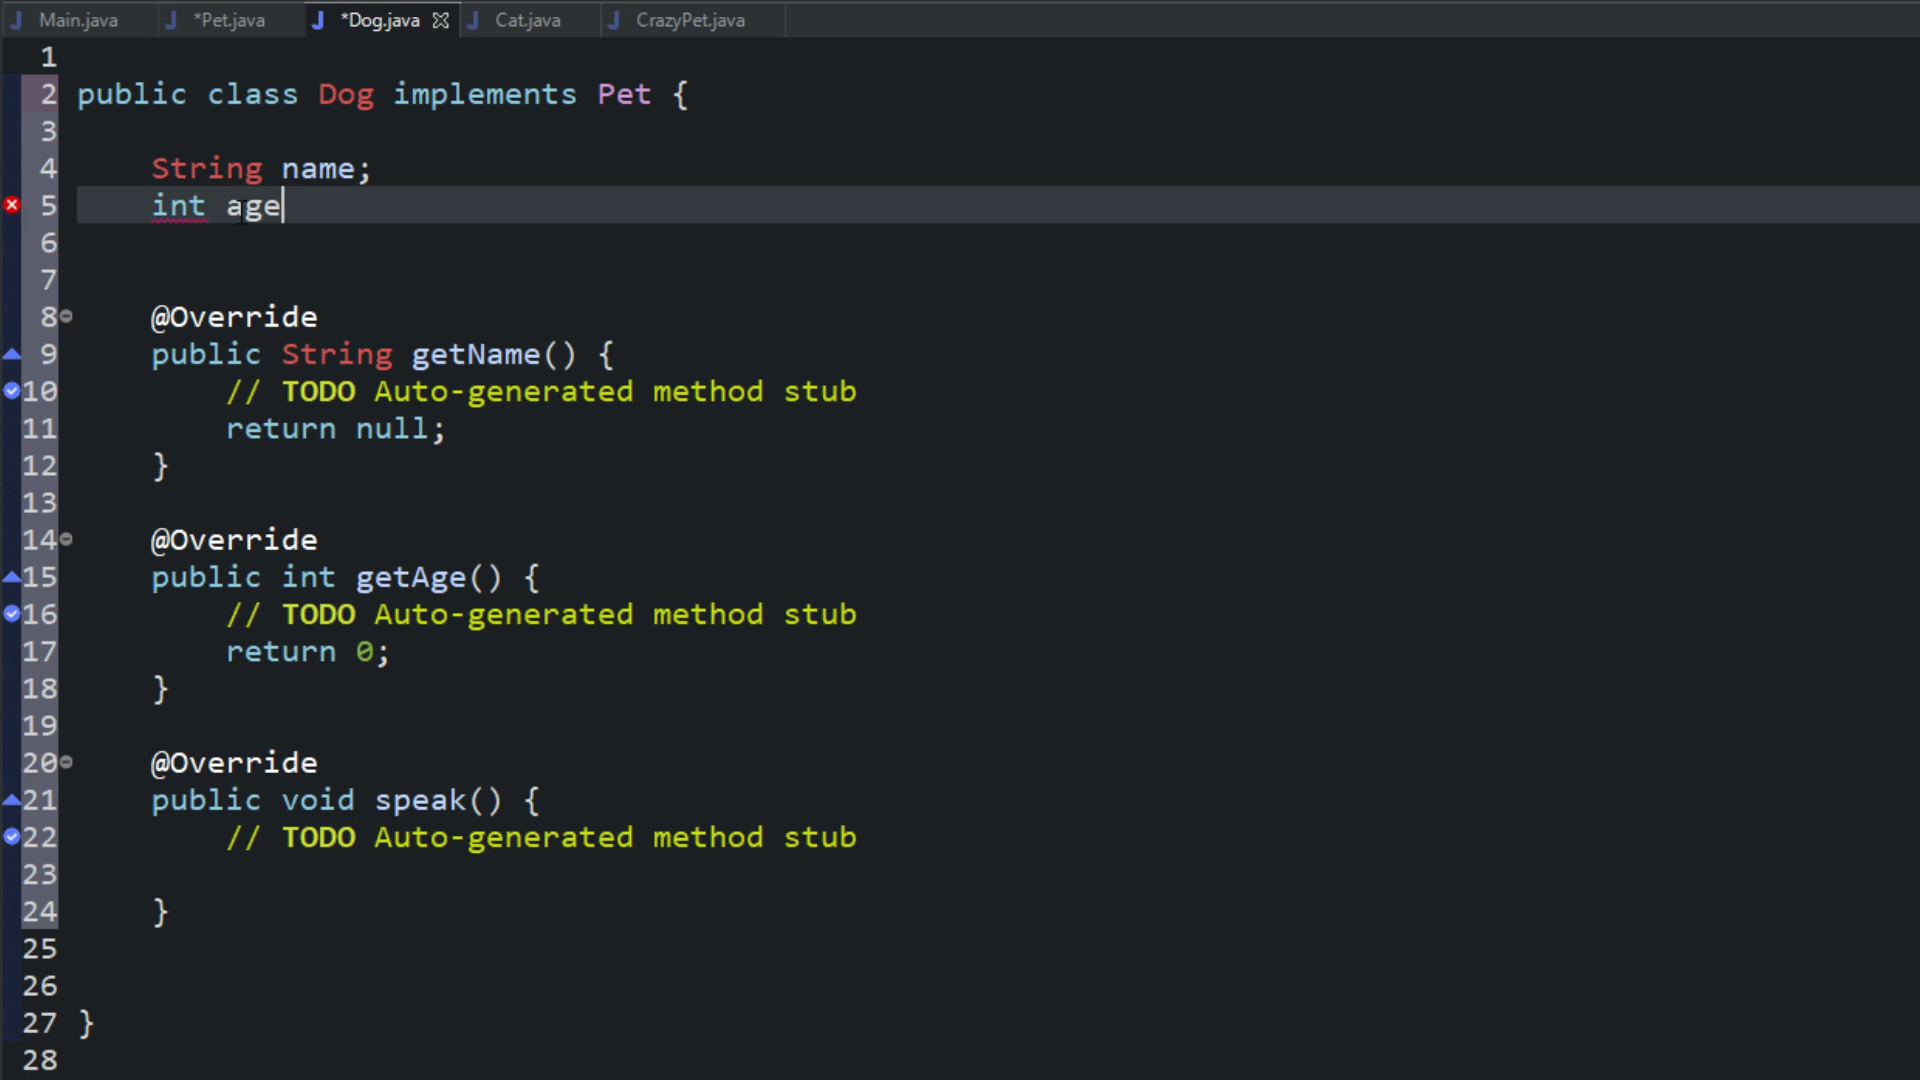 Main.java *Pet.java *Dog.java Cat.java CrazyPet.java
1
2 public class Dog implements Pet {
3
4 String name;
5 int age
6
7
8 @Override
9 public String getName() {
10 // TODO Auto-generated method stub
11 return null;
12 }
13
14 @Override
15 public int getAge() {
16 // TODO Auto-generated method stub
17 return 0;
18 }
19
20 @Override
21 public void speak() {
22 // TODO Auto-generated method stub
23
24 }
25
26
27 }
28